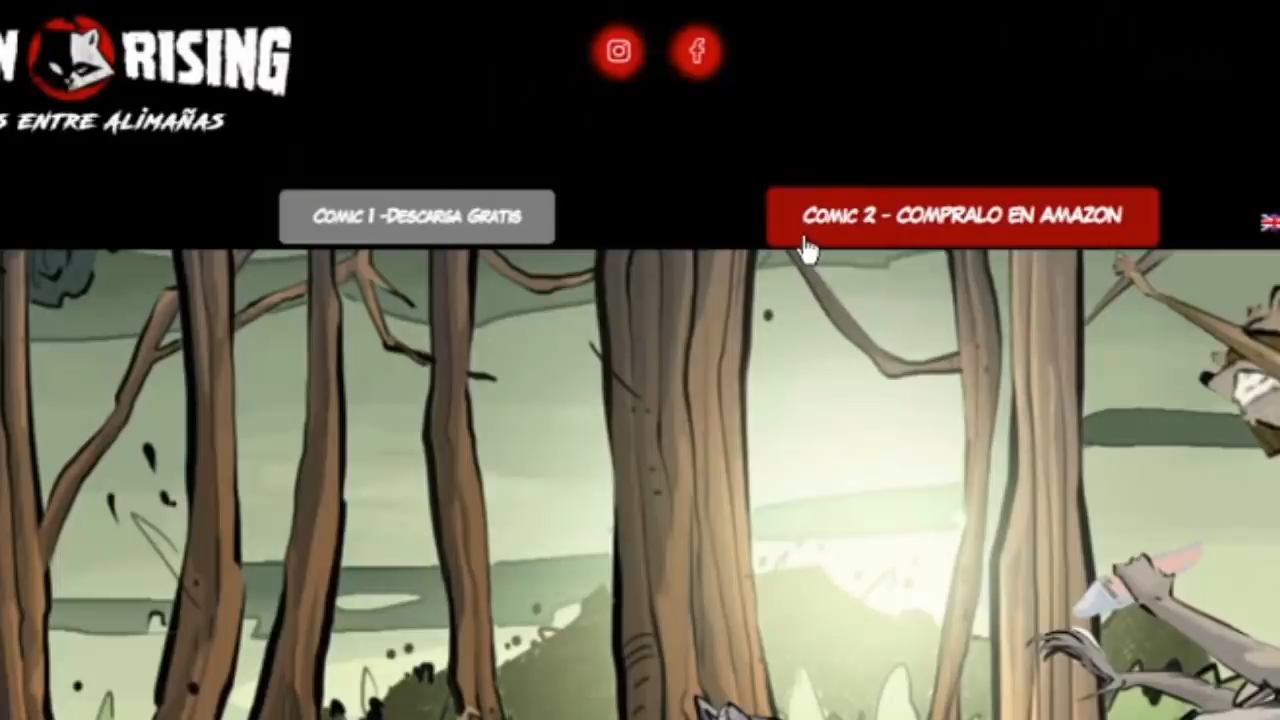 N RISING
S ENTRE ALIMAÑAS
COMIC 1 -DESCARGA GRATIS
COMIC 2 - COMPRALO EN AMAZON